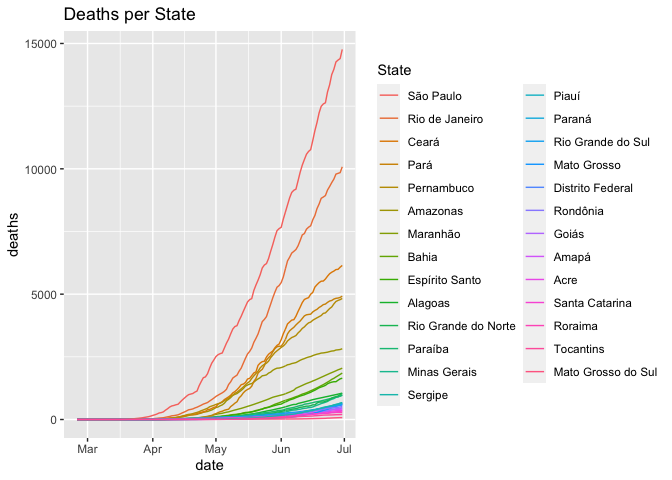 Deaths per State
15000
10000
5000
0
deaths
Mar Apr May Jun Jul
date
State
São Paulo
Rio de Janeiro
Ceará
Pará
Pernambuco
Amazonas
Maranhão
Bahia
Espírito Santo
Alagoas
Rio Grande do Norte
Paraíba
Minas Gerais
Sergipe
Piauí
Paraná
Rio Grande do Sul
Mato Grosso
Distrito Federal
Rondônia
Goiás
Amapá
Acre
Santa Catarina
Roraima
Tocantins
Mato Grosso do Sul